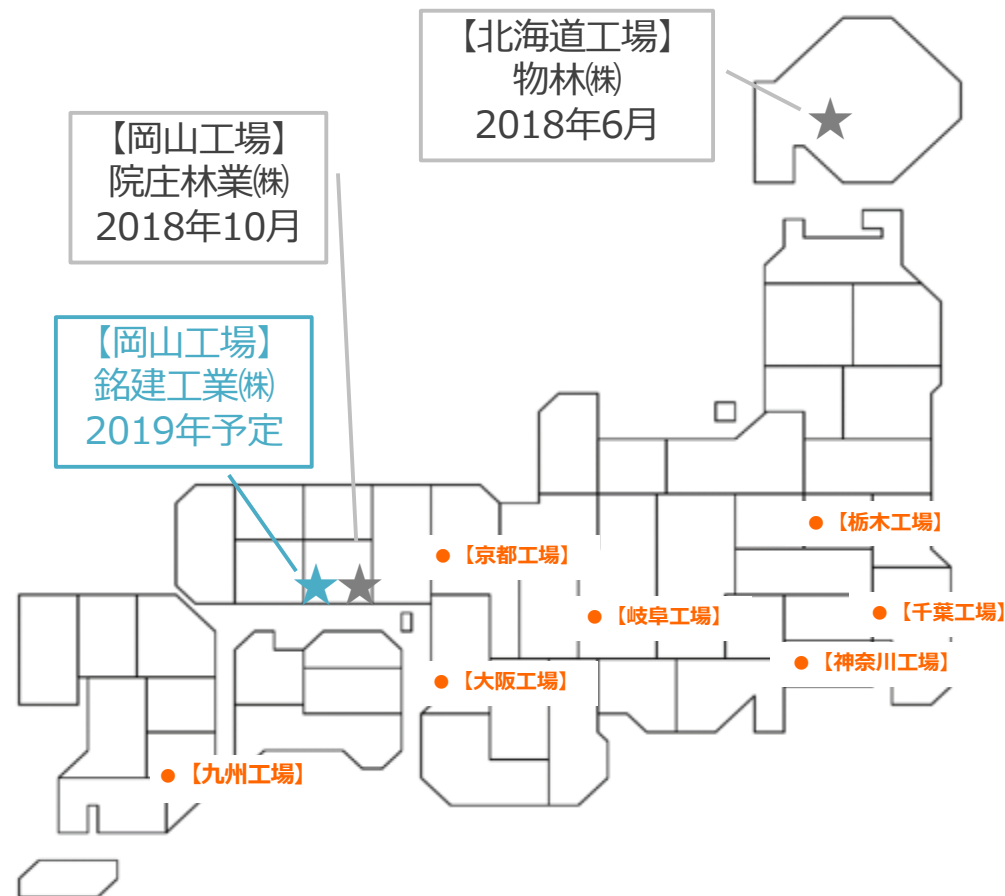 【北海道工場】
物林㈱
2018年6月
【岡山工場】
院庄林業㈱
2018年10月
【岡山工場】
銘建工業㈱
2019年予定
【栃木工場】
【京都工場】
【岐阜工場】
【千葉工場】
【神奈川工場】
【大阪工場】
【九州工場】